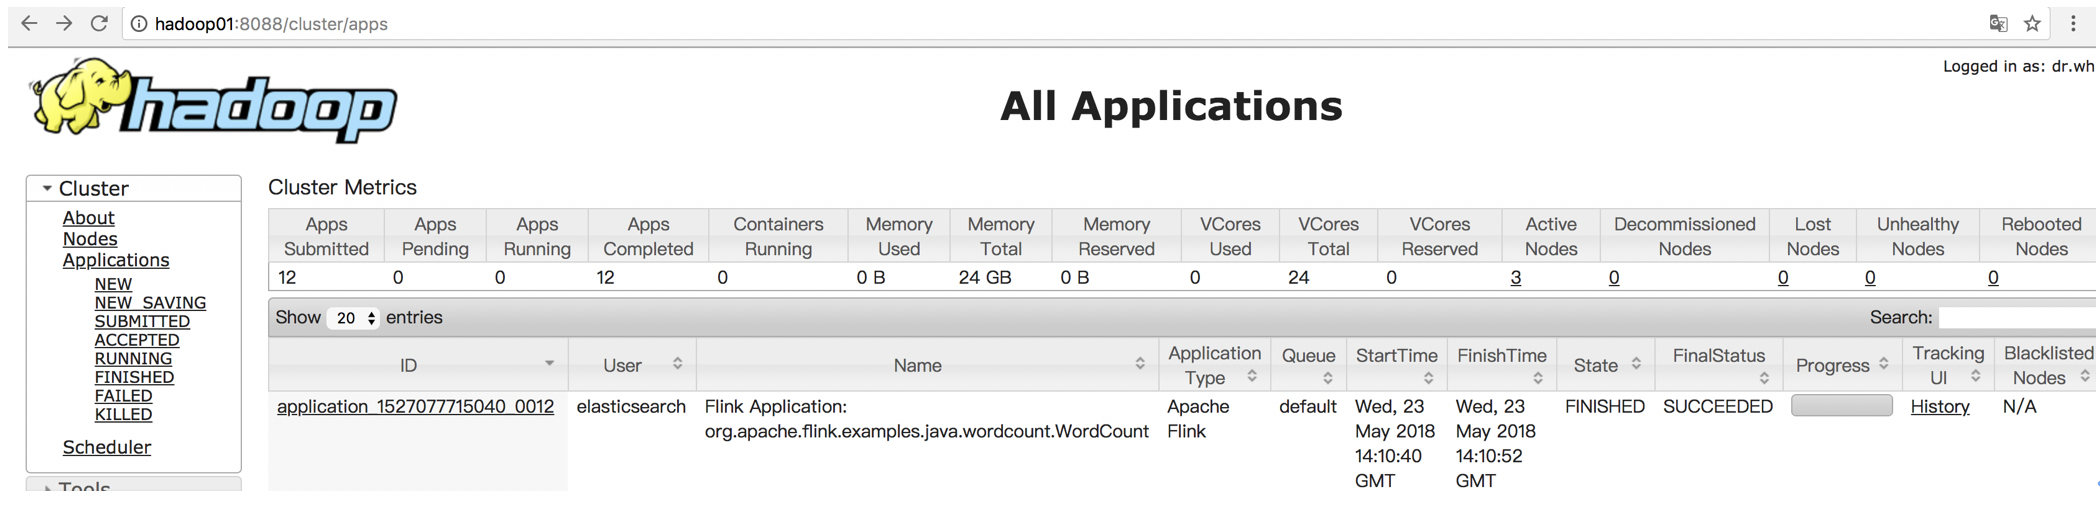 hadoop01:8088/cluster/apps
Logged in as: dr.wh
hadoop
All Applications
Cluster
About
Nodes
Applications
NEW
NEW_SAVING
SUBMITTED
ACCEPTED
RUNNING
FINISHED
FAILED
KILLED
Scheduler
Tools
Cluster Metrics
Apps Submitted Apps Pending Apps Running Apps Completed Containers Running Memory Used Memory Total Memory Reserved VCores Used VCores Total VCores Reserved Active Nodes Decommissioned Nodes Lost Nodes Unhealthy Nodes Rebooted Nodes
12 0 0 12 0 0 B 24 GB 0 B 0 24 0 3 0 0 0 0
Show 20 entries Search:
ID User Name Application Type Queue StartTime FinishTime State FinalStatus Progress Tracking UI Blacklisted Nodes
application_1527077715040_0012 elasticsearch Flink Application: Apache default Wed, 23 Wed, 23 FINISHED SUCCEEDED History N/A
org.apache.flink.examples.java.wordcount.WordCount Flink May 2018 May 2018
14:10:40 14:10:52
GMT GMT